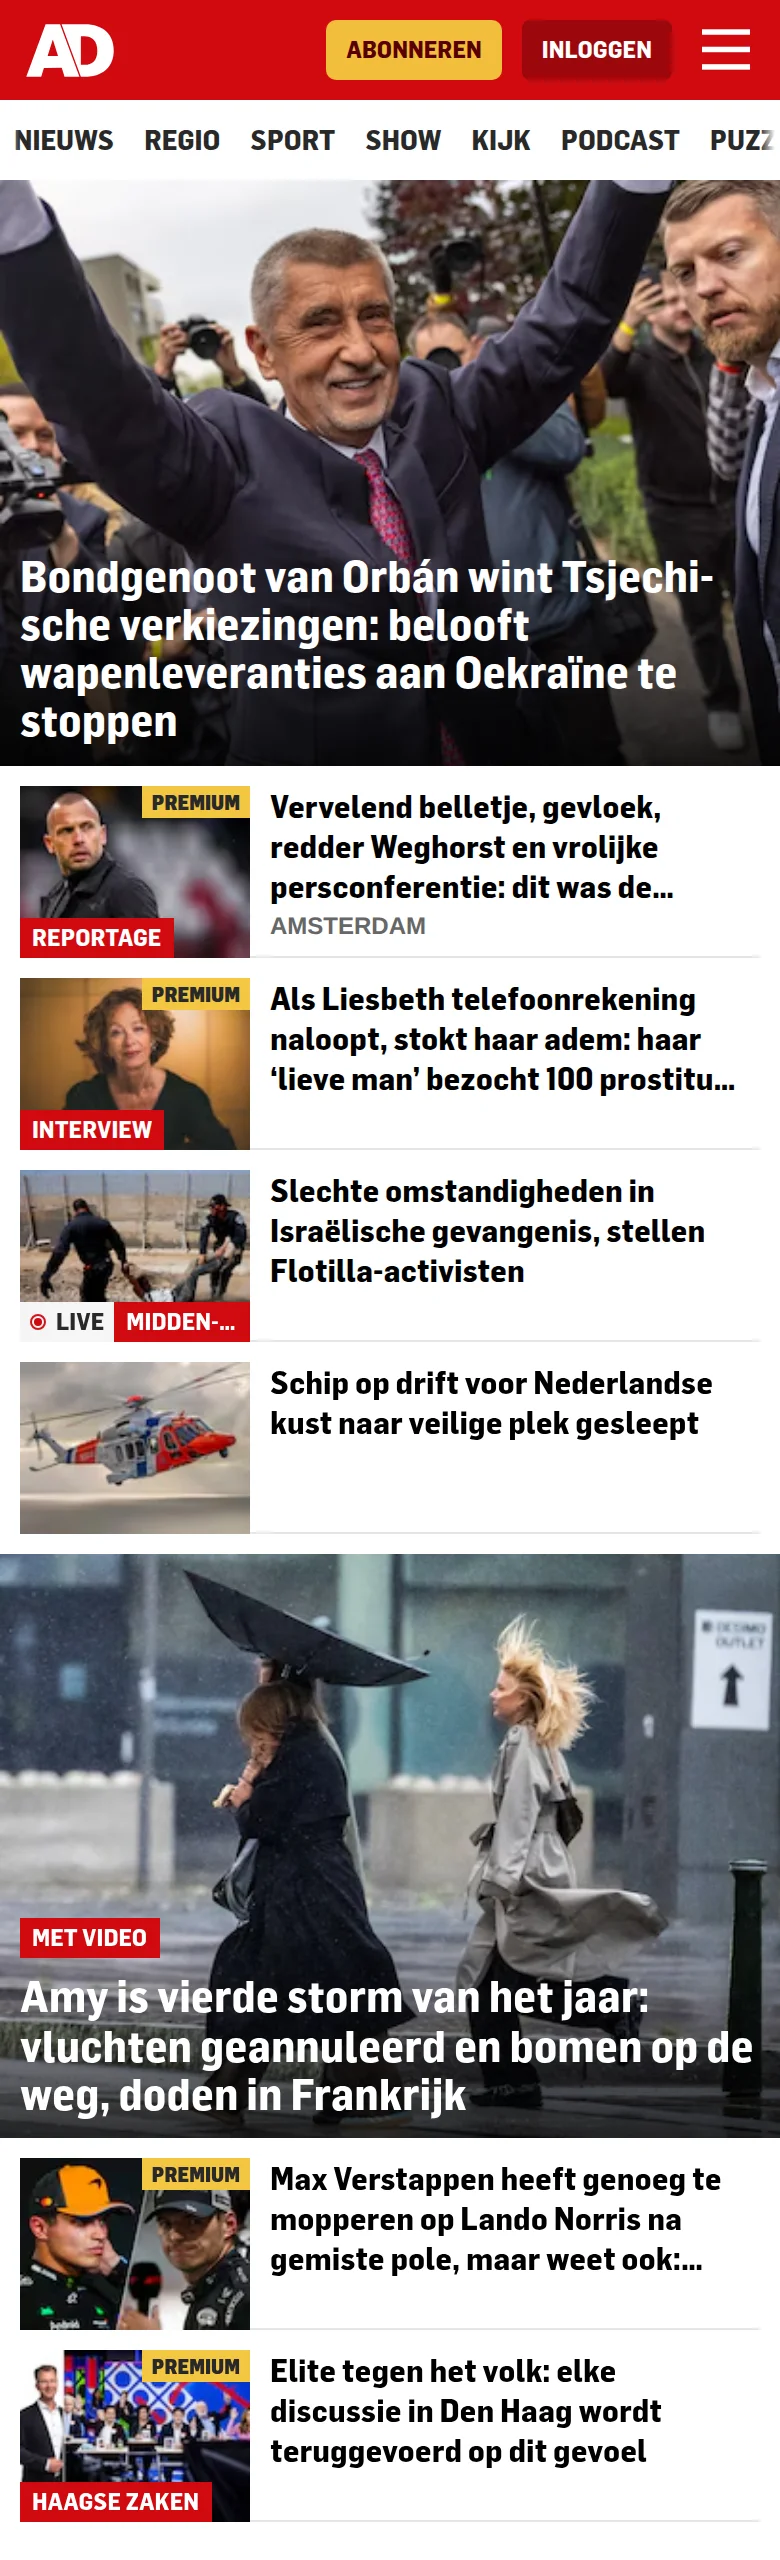 AD
ABONNEREN
INLOGGEN
NIEUWS REGIO SPORT SHOW KIJK PODCAST PUZZ
Bondgenoot van Orbán wint Tsjechi-
sche verkiezingen: belooft
wapenleveranties aan Oekraïne te
stoppen
PREMIUM
REPORTAGE
Vervelend belletje, gevloek,
redder Weghorst en vrolijke
persconferentie: dit was de...
AMSTERDAM
PREMIUM
INTERVIEW
Als Liesbeth telefoonrekening
naloopt, stokt haar adem: haar
‘lieve man’ bezocht 100 prostitu...
LIVE MIDDEN-...
Slechte omstandigheden in
Israëlische gevangenis, stellen
Flotilla-activisten
Schip op drift voor Nederlandse
kust naar veilige plek gesleept
DESIMO
OUTLET
MET VIDEO
Amy is vierde storm van het jaar:
vluchten geannuleerd en bomen op de
weg, doden in Frankrijk
PREMIUM
Max Verstappen heeft genoeg te
mopperen op Lando Norris na
gemiste pole, maar weet ook:...
PREMIUM
HAAGSE ZAKEN
Elite tegen het volk: elke
discussie in Den Haag wordt
teruggevoerd op dit gevoel